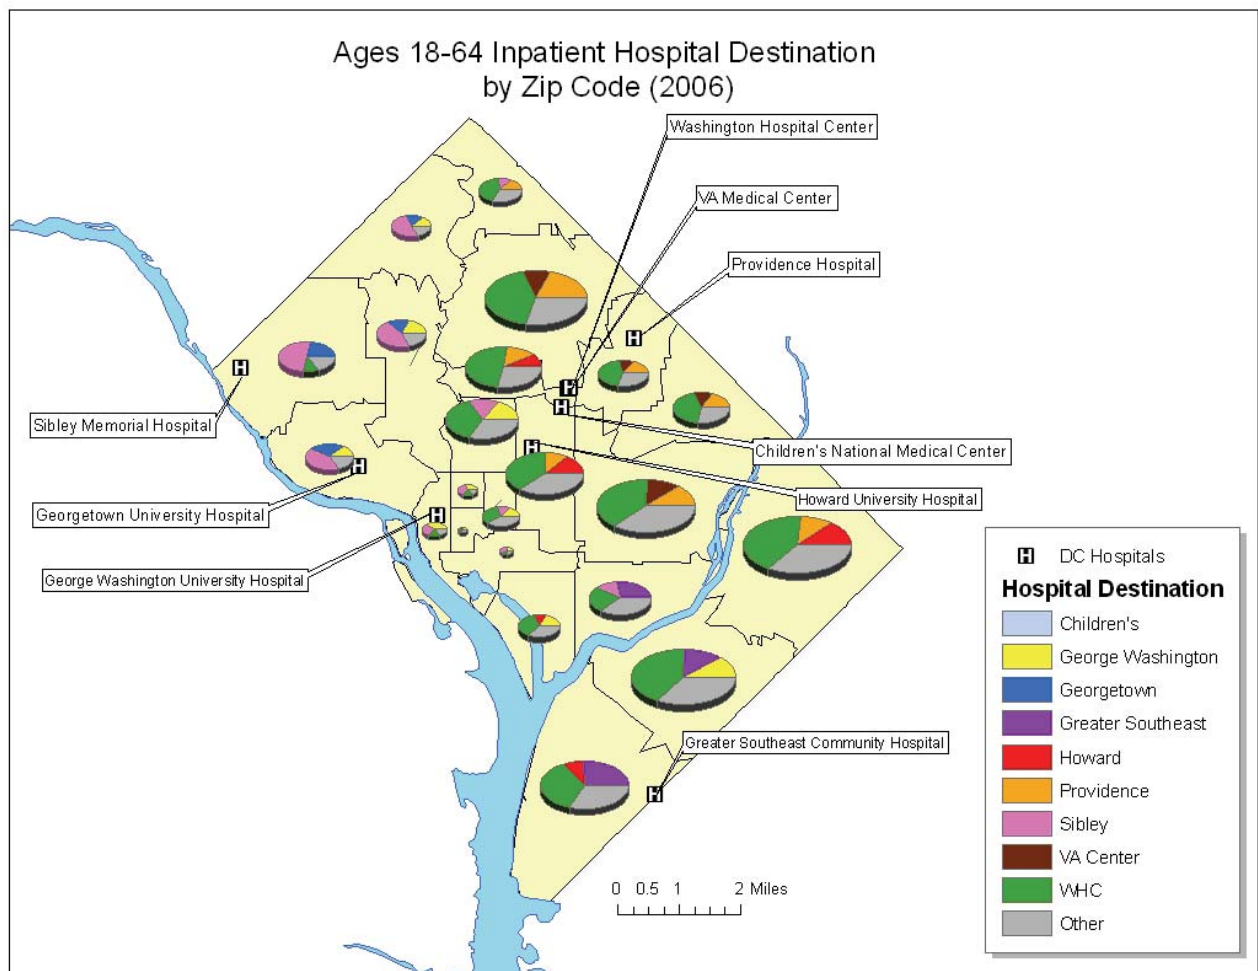 Ages 18-64 Inpatient Hospital Destination
by Zip Code (2006)
Washington Hospital Center
VA Medical Center
Providence Hospital
Sibley Memorial Hospital
Children's National Medical Center
Howard University Hospital
Georgetown University Hospital
George Washington University Hospital
Greater Southeast Community Hospital
H
H
H
H
H
H
H
H
0 0.5 1 2 Miles
H DC Hospitals
Hospital Destination
Children's
George Washington
Georgetown
Greater Southeast
Howard
Providence
Sibley
VA Center
WHC
Other